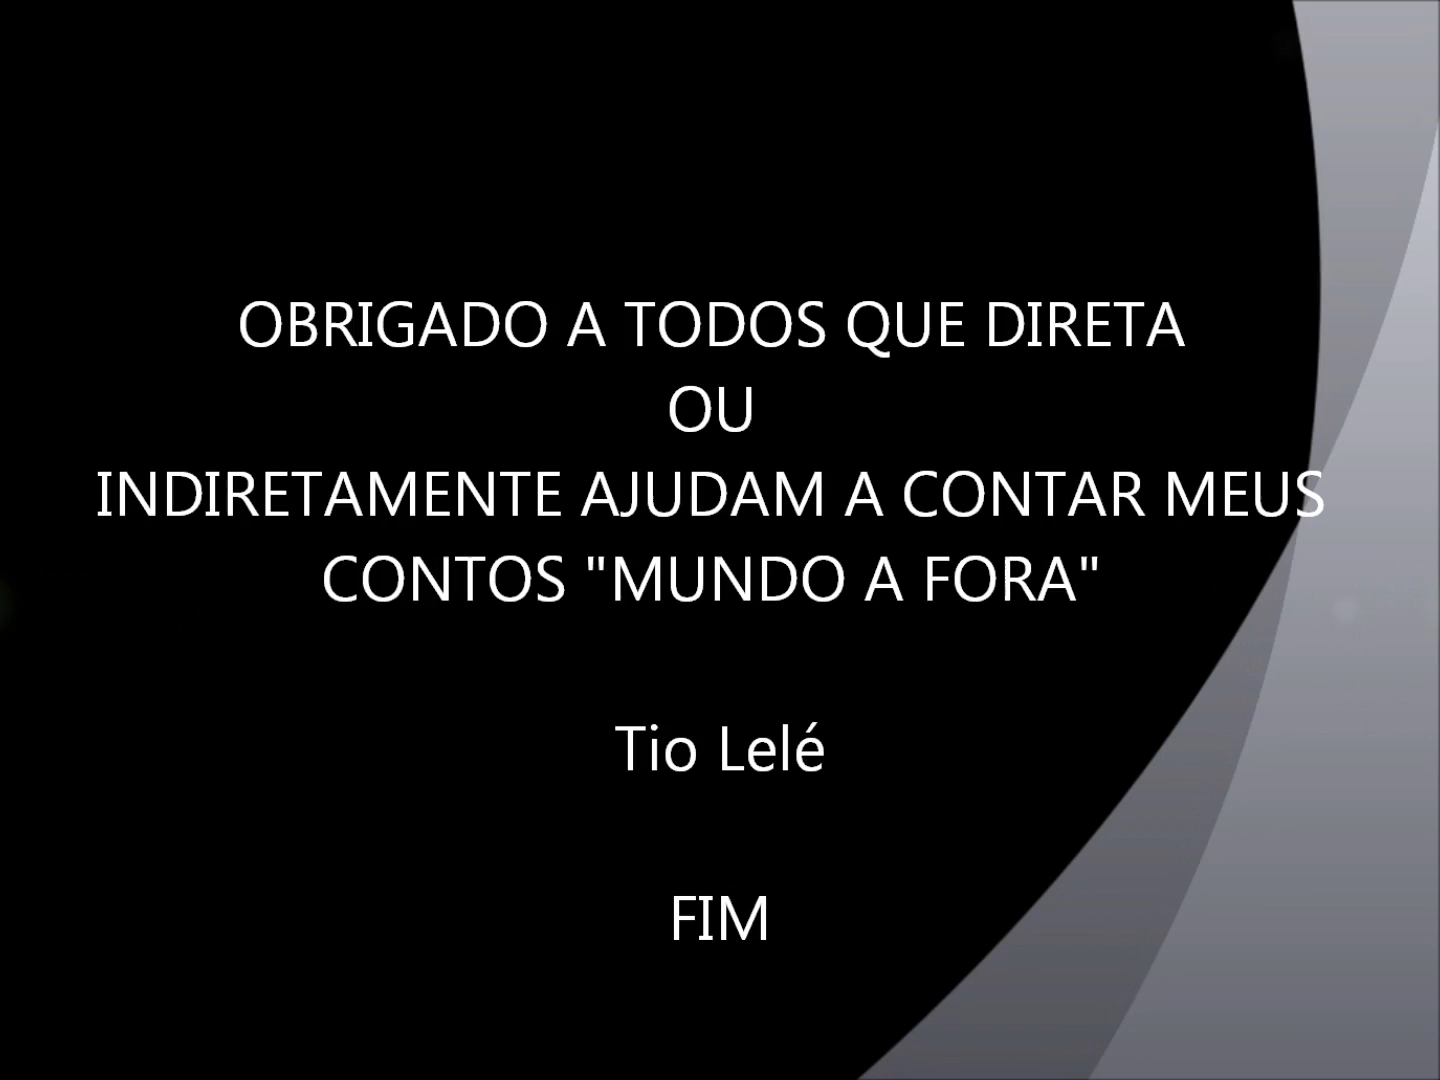 OBRIGADO A TODOS QUE DIRETA
OU
INDIRETAMENTE AJUDAM A CONTAR MEUS
CONTOS "MUNDO A FORA"
Tio Lelé
FIM